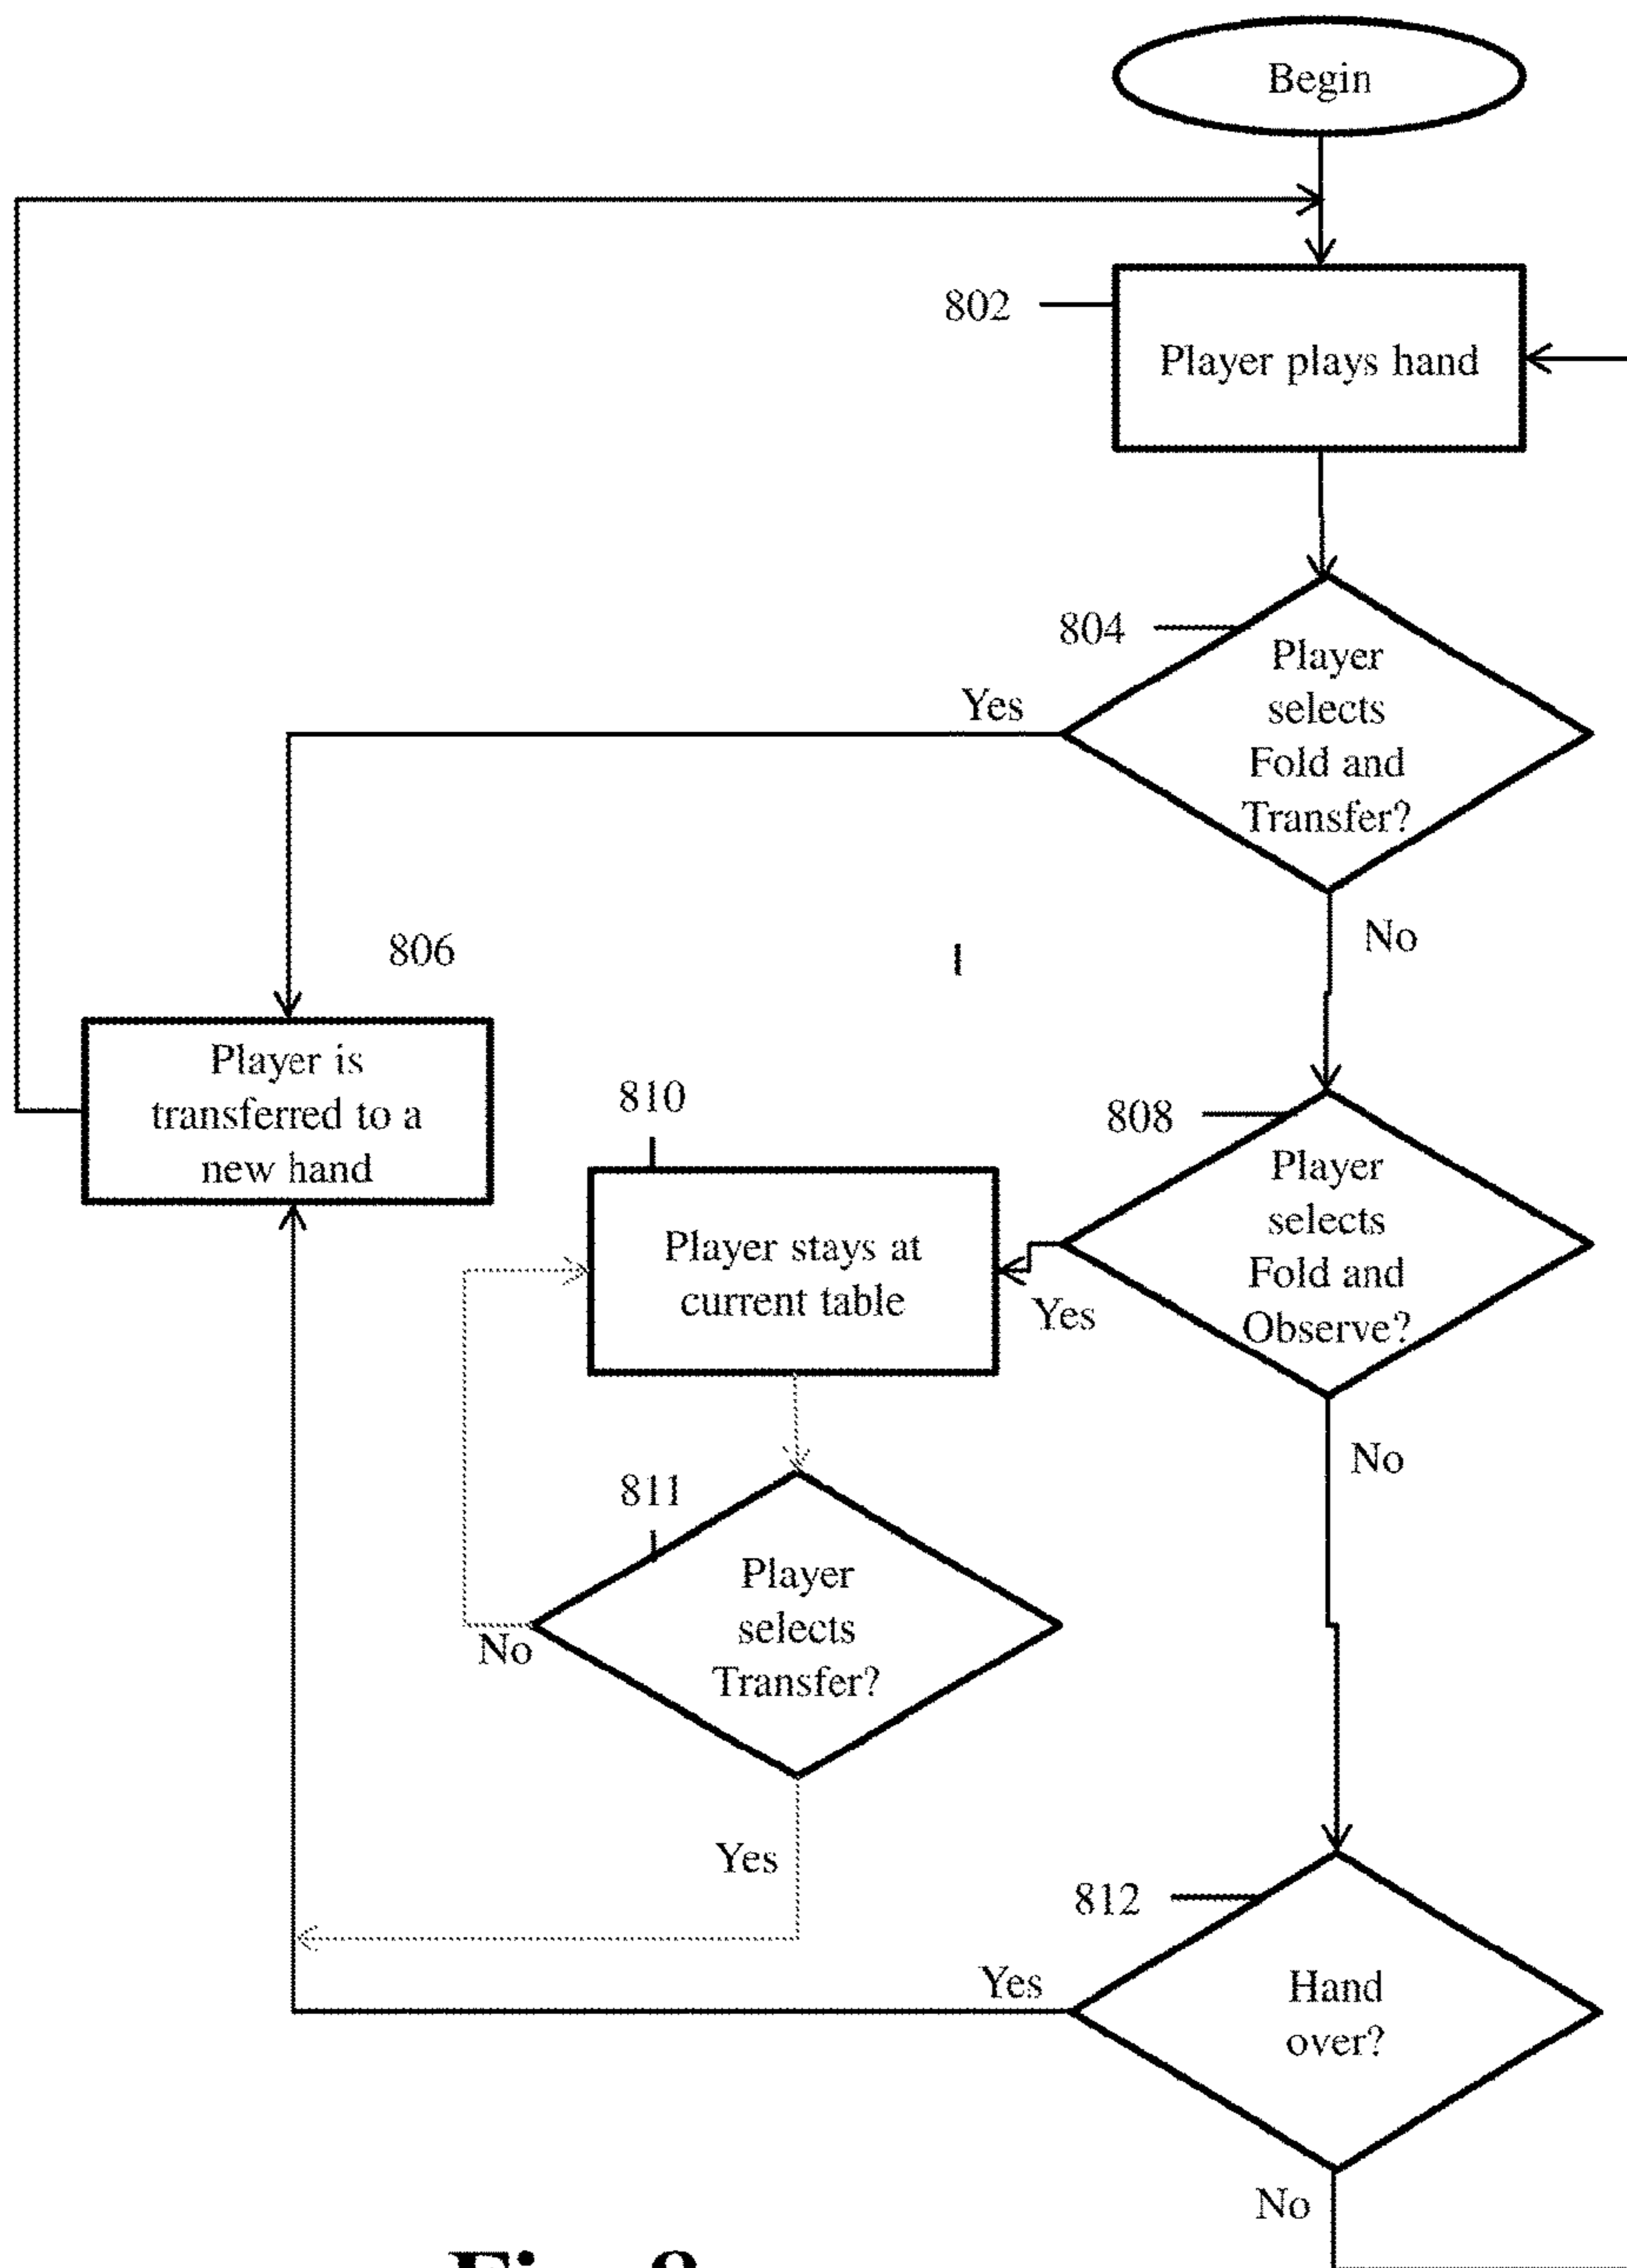 Begin
802
Player plays hand
804
Player
selects
Fold and
Transfer?
Yes
No
806
Player is
transferred to a
new hand
810
Player stays at
current table
808
Player
selects
Fold and
Observe?
Yes
No
811
Player
selects
Transfer?
No
Yes
812
Hand
over?
Yes
No